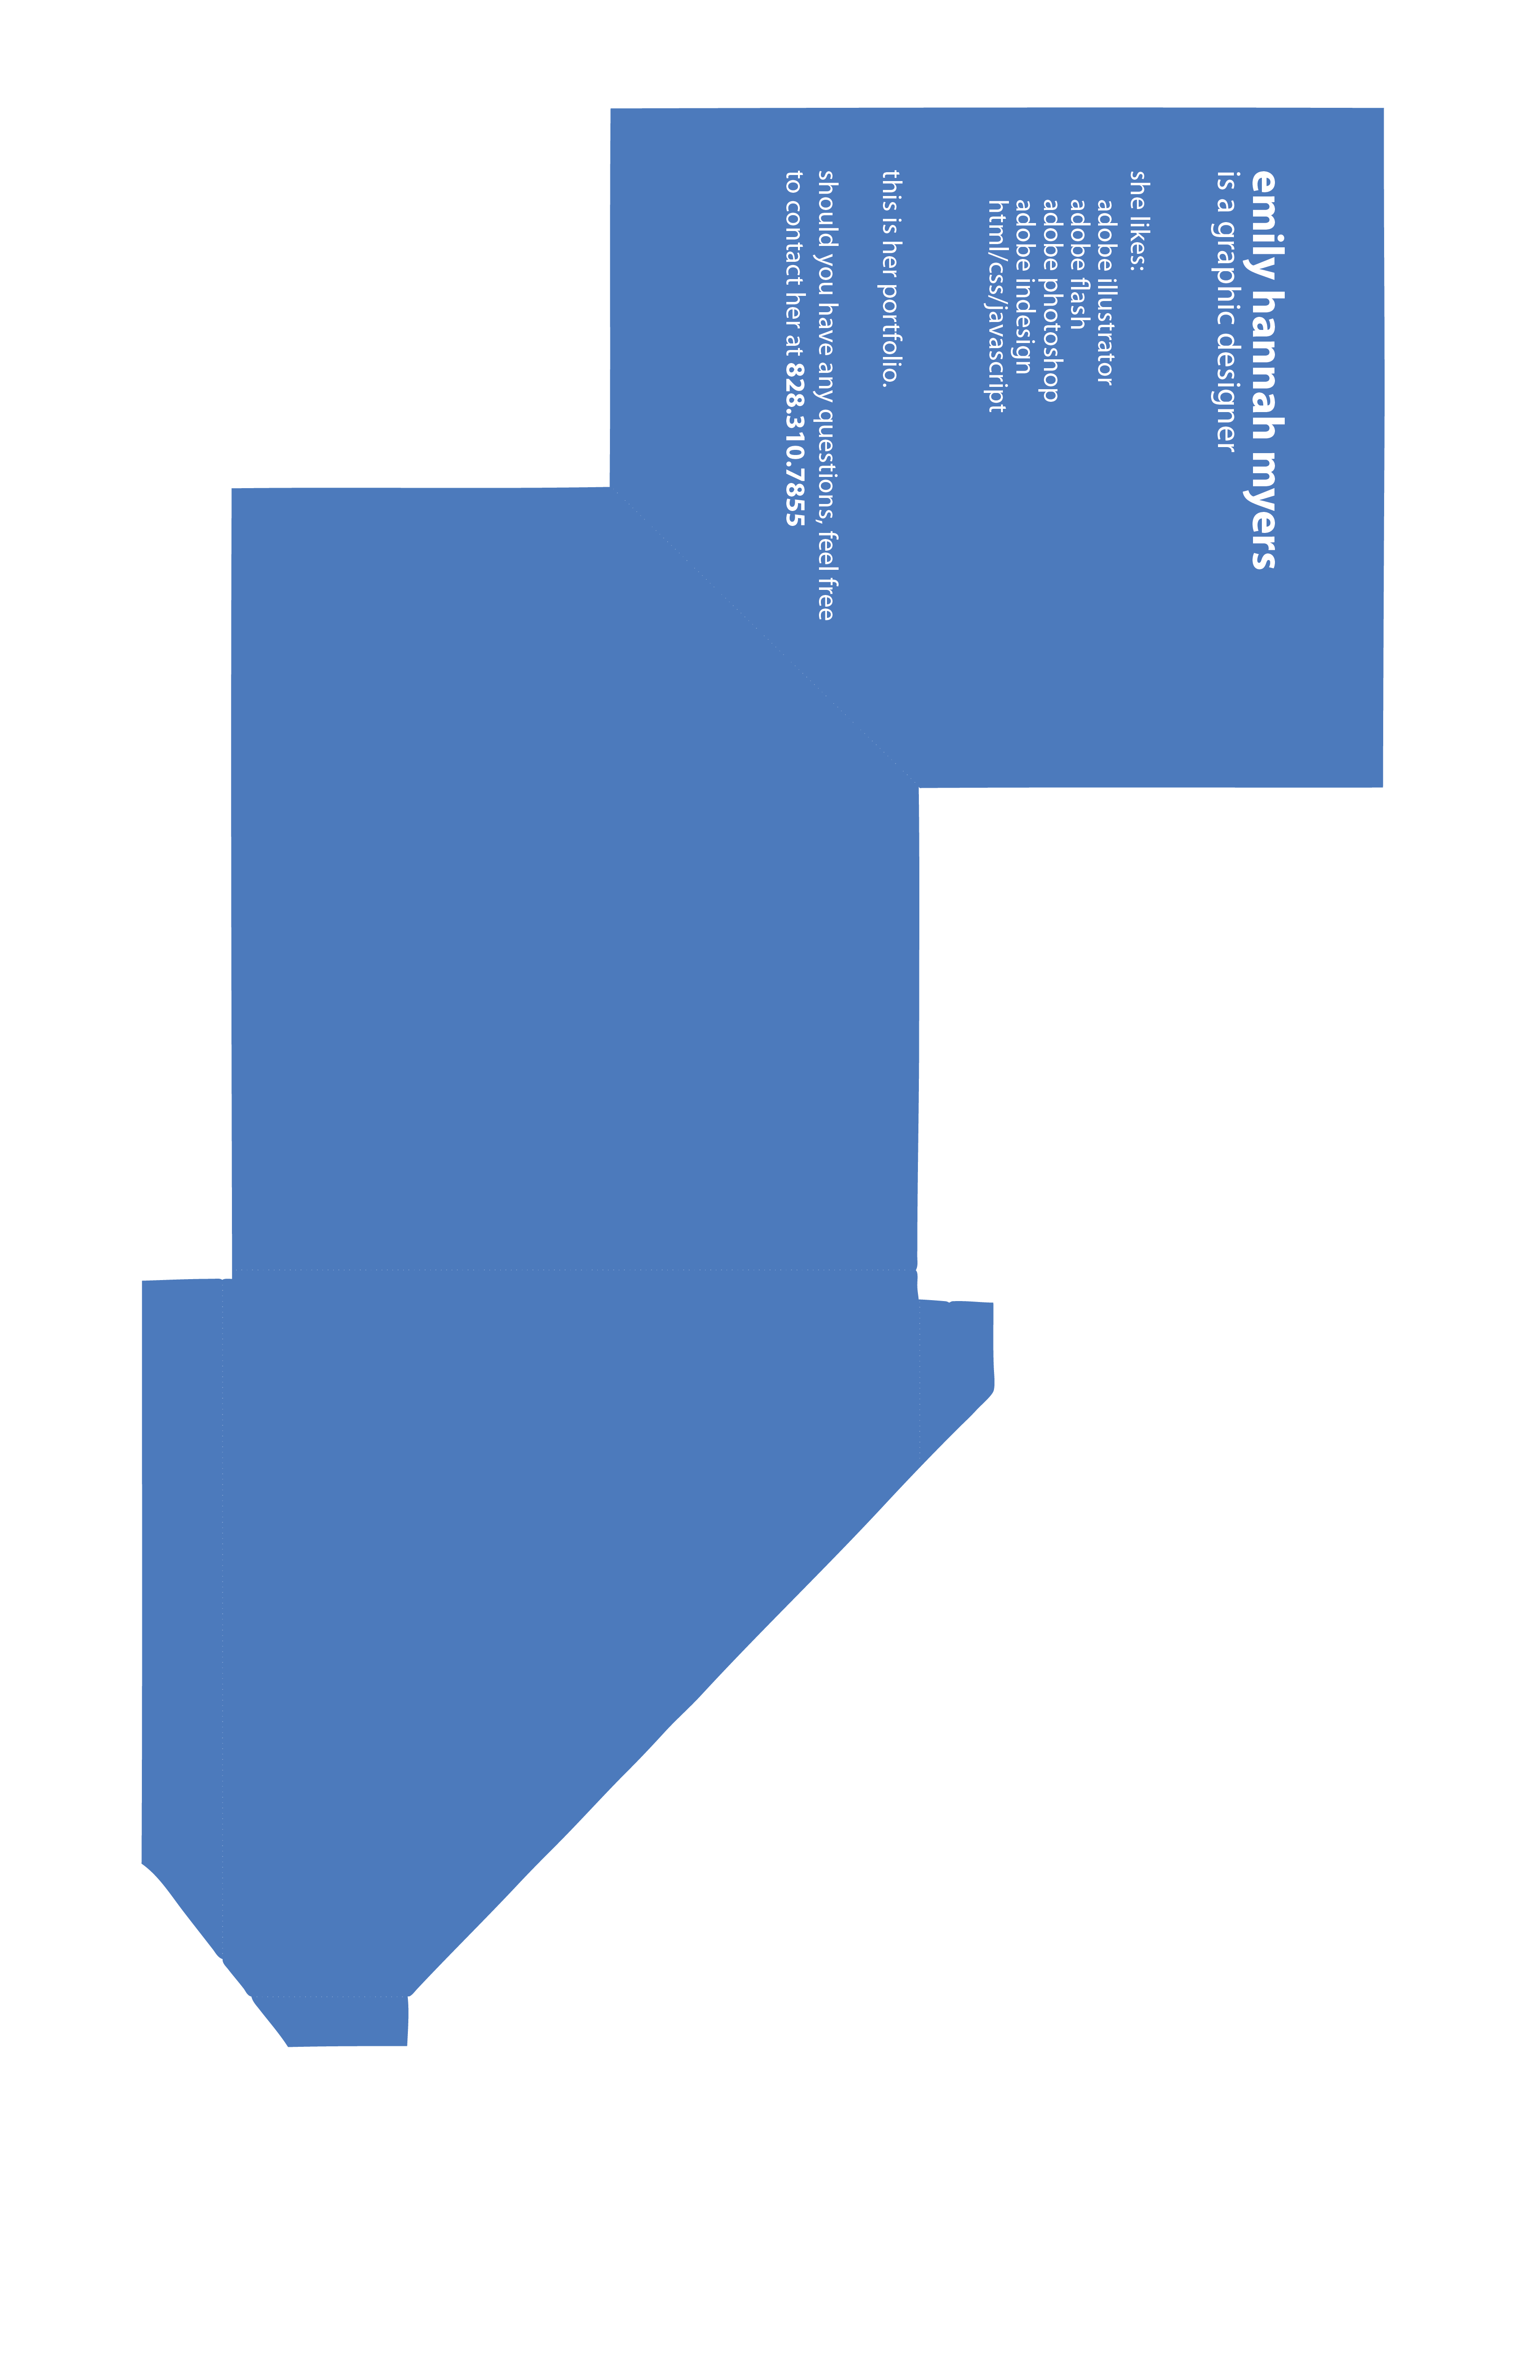 emily hannah myers
is a graphic designer
she likes:
adobe illustrator
adobe flash
adobe photoshop
adobe indesign
html/css/javascript
this is her portfolio.
should you have any questions, feel free
to contact her at 828.310.7855